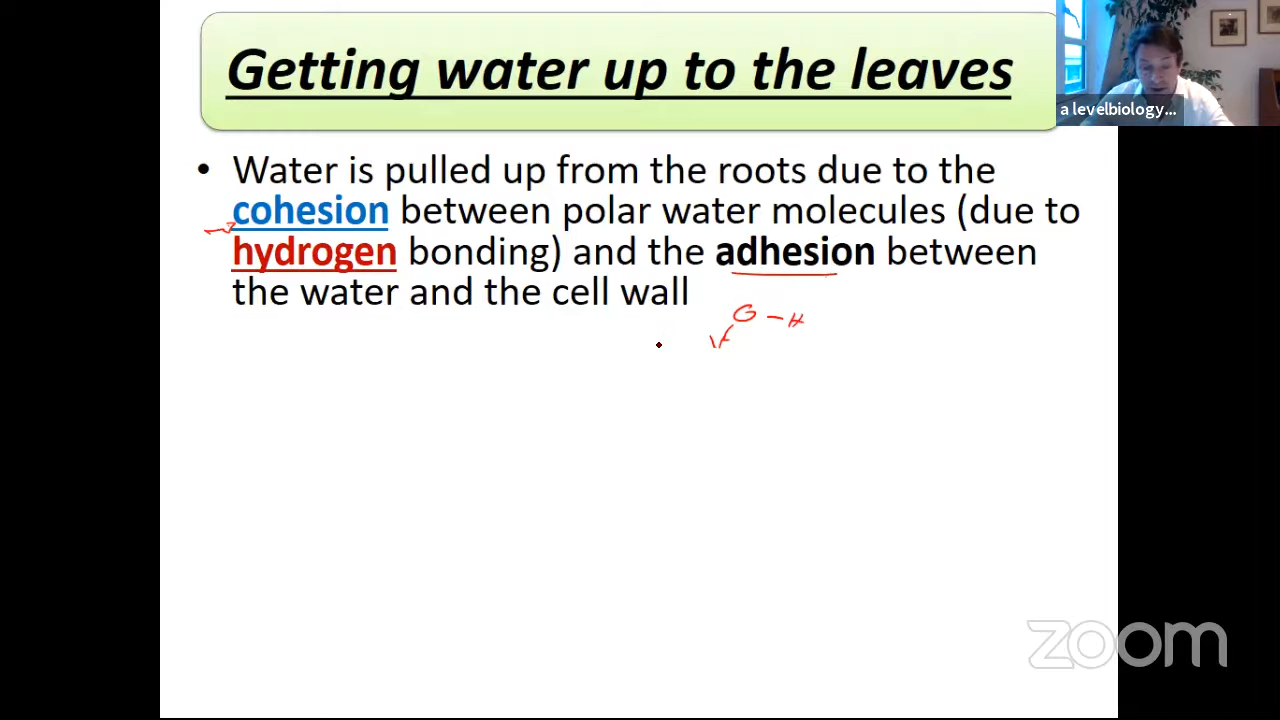 Getting water up to the leaves
a levelbiology...
• Water is pulled up from the roots due to the
cohesion between polar water molecules (due to
hydrogen bonding) and the adhesion between
the water and the cell wall
O - H
zoom